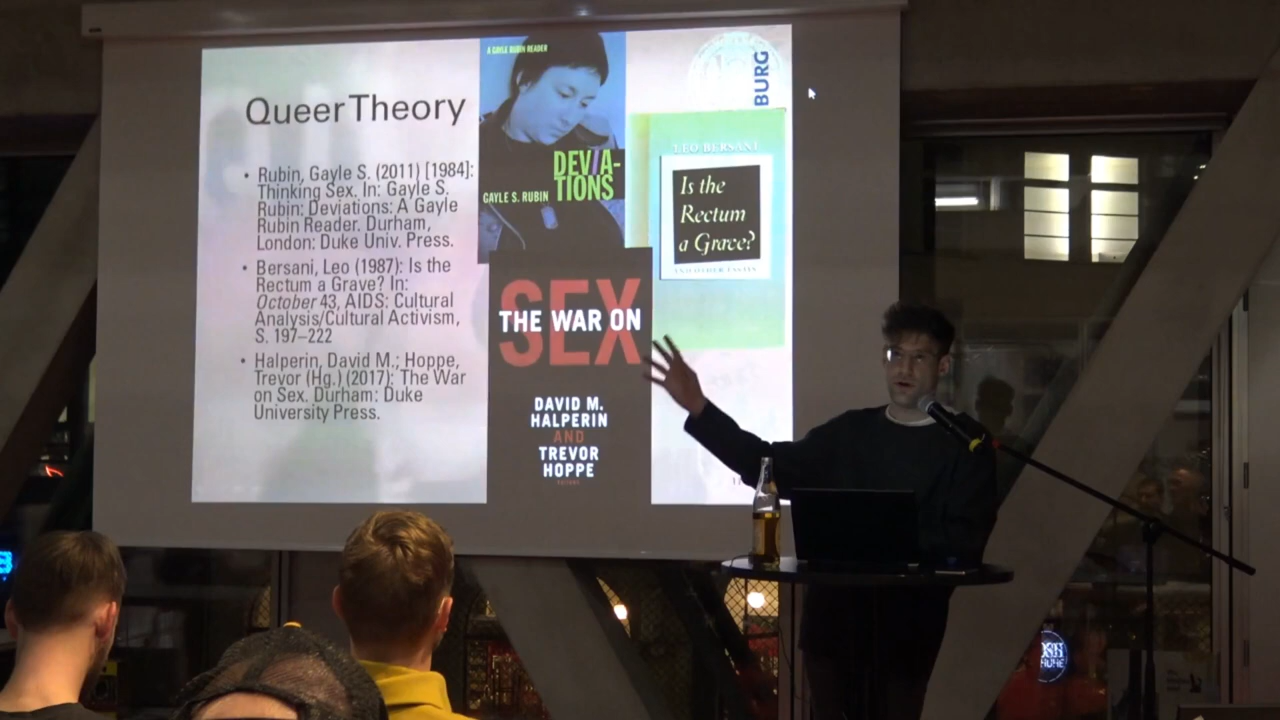 Queer Theory
• Rubin, Gayle S. (2011) [1984]:
Thinking Sex. In: Gayle S.
Rubin: Deviations: A Gayle
Rubin Reader. Durham,
London: Duke Univ. Press.
• Bersani, Leo (1987): Is the
Rectum a Grave? In:
October 43, AIDS: Cultural
Analysis/Cultural Activism,
S. 197–222
• Halperin, David M.; Hoppe,
Trevor (Hg.) (2017): The War
on Sex. Durham: Duke
University Press.
A GAYLE RUBIN READER
DEVIA-
TIONS
GAYLE S. RUBIN
BURG
LEO BERSANI
Is the
Rectum
a Grave?
AND OTHER ESSAYS
SEX
THE WAR ON
DAVID M.
HALPERIN
AND
TREVOR
HOPPE